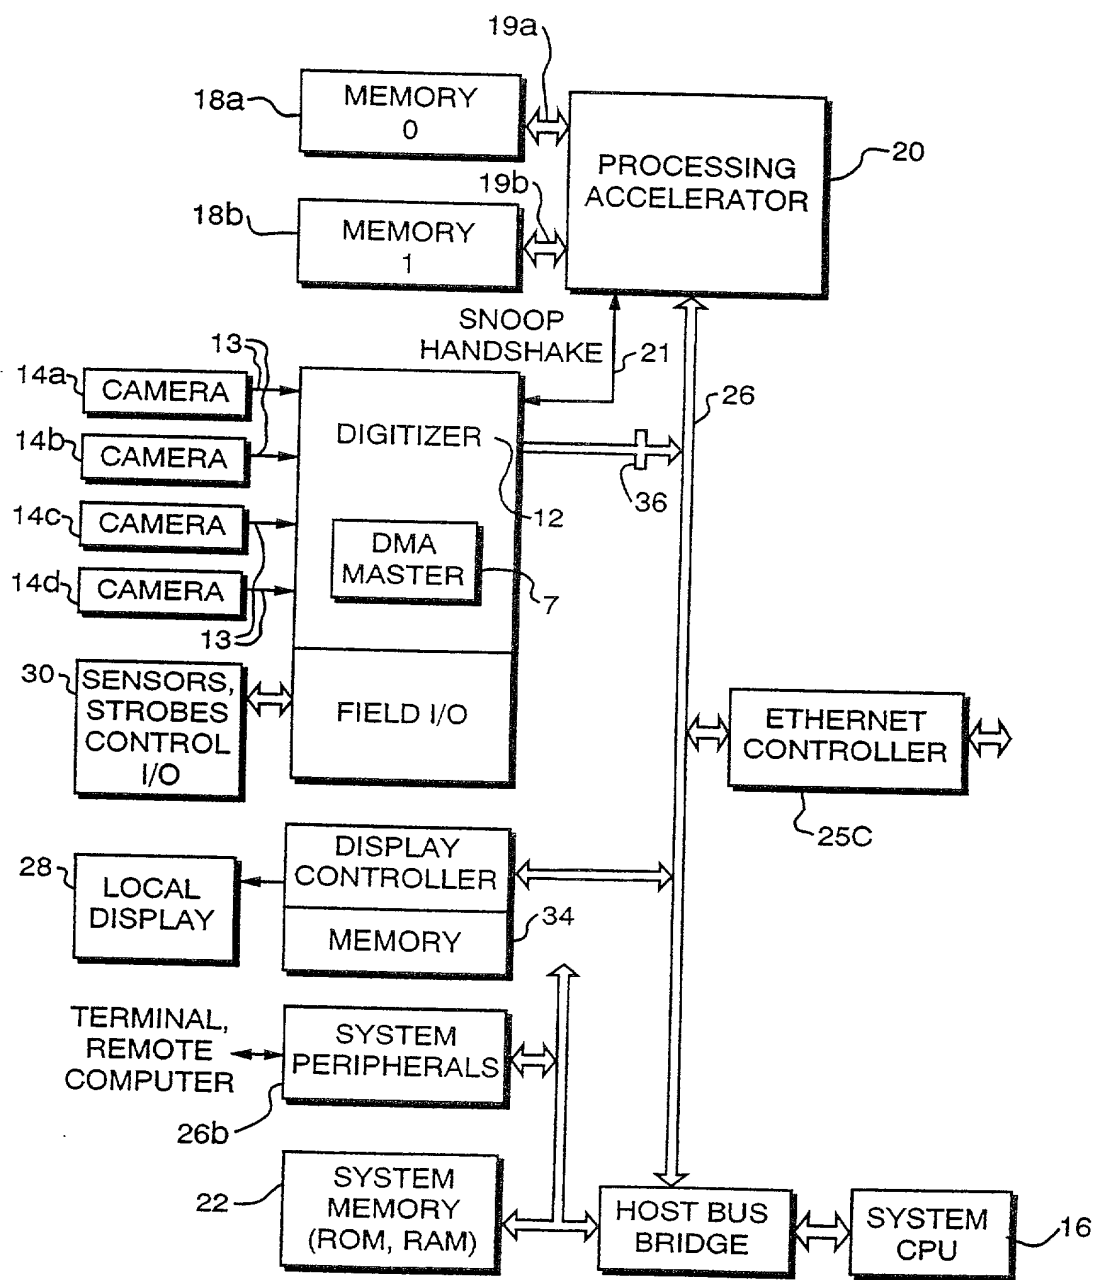 19a
18a
MEMORY
0
PROCESSING
ACCELERATOR
20
19b
18b
MEMORY
1
SNOOP
HANDSHAKE
21
13
14a
CAMERA
26
14b
CAMERA
DIGITIZER
36
12
14c
CAMERA
DMA
MASTER
7
14d
CAMERA
13
30
SENSORS,
STROBES
CONTROL
I/O
FIELD I/O
ETHERNET
CONTROLLER
25C
28
LOCAL
DISPLAY
DISPLAY
CONTROLLER
34
MEMORY
TERMINAL,
REMOTE
COMPUTER
SYSTEM
PERIPHERALS
26b
22
SYSTEM
MEMORY
(ROM, RAM)
HOST BUS
BRIDGE
SYSTEM
CPU
16